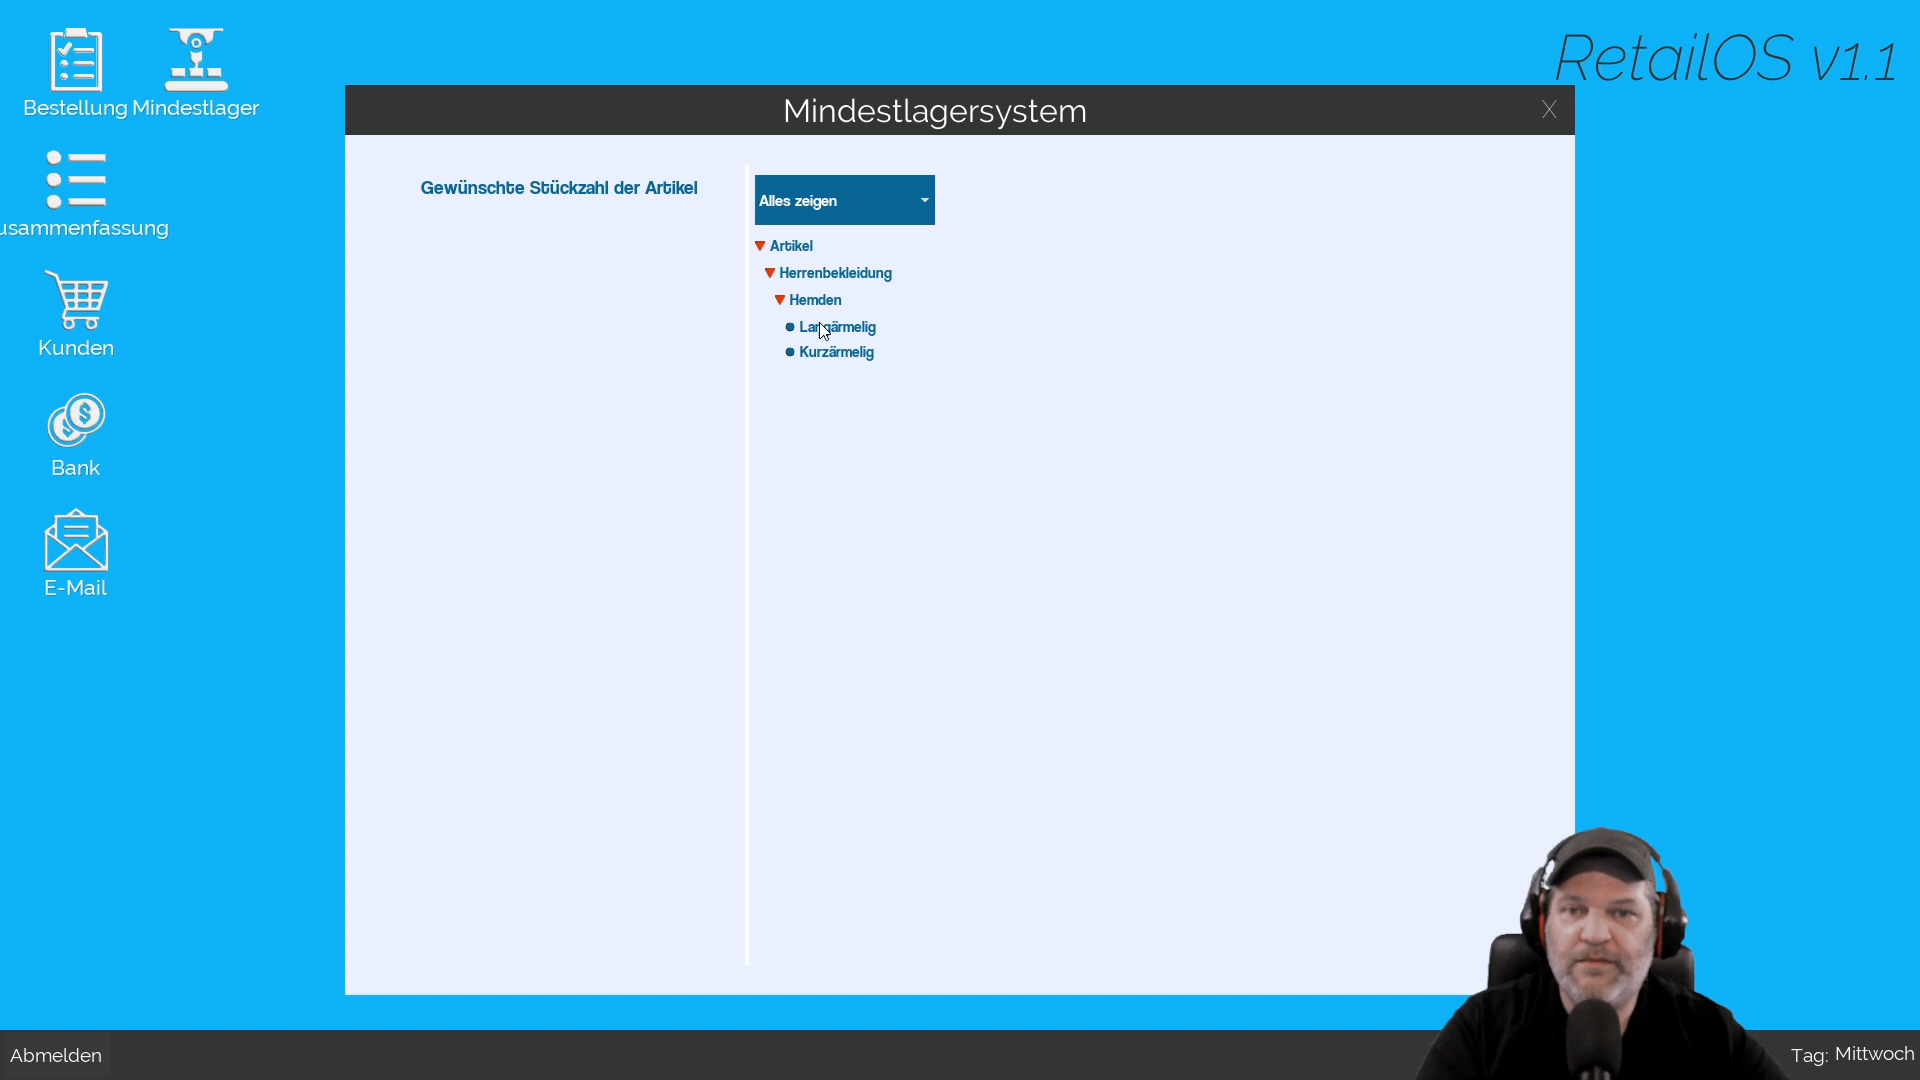 RetailOS v1.1
Bestellung
Mindestlager
usammenfassung
Kunden
Bank
E-Mail
Mindestlagersystem
X
Gewünschte Stückzahl der Artikel
Alles zeigen
Artikel
Herrenbekleidung
Hemden
Langärmelig
Kurzärmelig
Abmelden
Tag: Mittwoch